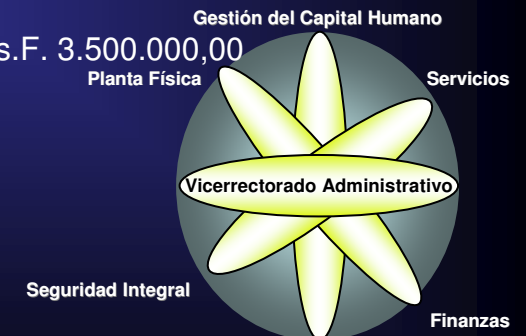 Gestión del Capital Humano
s.F. 3.500.000,00
Planta Física
Servicios
Vicerrectorado Administrativo
Seguridad Integral
Finanzas